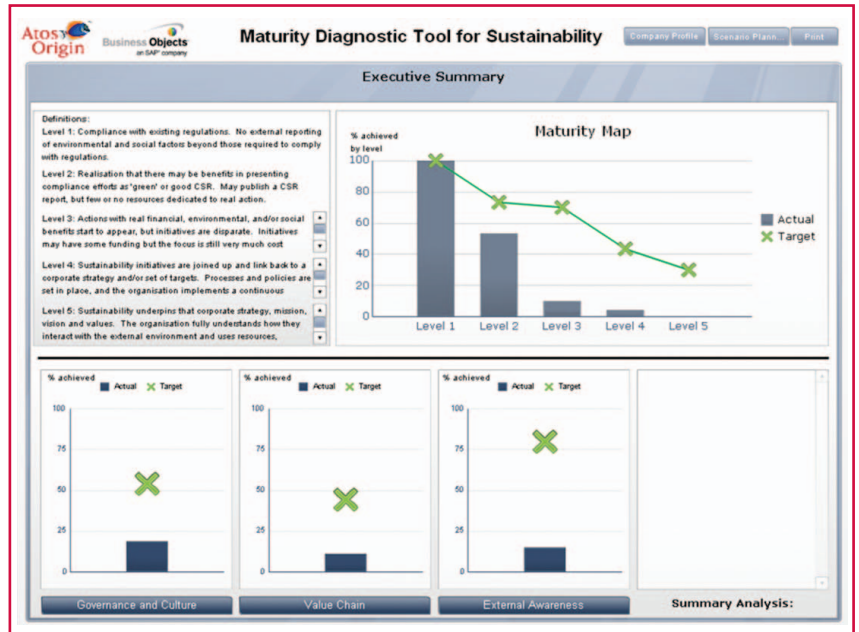 Atos
Origin
Business Objects
an SAP company
Maturity Diagnostic Tool for Sustainability
Company Profile
Scenario Plann...
Print
Executive Summary
Definitions:
Level 1: Compliance with existing regulations. No external reporting
of environmental and social factors beyond those required to comply
with regulations.
Level 2: Realisation that there may be benefits in presenting
compliance efforts as 'green' or good CSR. May publish a CSR
report, but few or no resources dedicated to real action.
Level 3: Actions with real financial, environmental, and/or social
benefits start to appear, but initiatives are disparate. Initiatives
may have some funding but the focus is still very much cost
Level 4: Sustainability initiatives are joined up and link back to a
corporate strategy and/or set of targets. Processes and policies are
set in place, and the organisation implements a continuous
Level 5: Sustainability underpins that corporate strategy, mission,
vision and values. The organisation fully understands how they
interact with the external environment and uses resources,
Maturity Map
% achieved
by level
100
80
60
40
20
0
Level 1 Level 2 Level 3 Level 4 Level 5
Actual
Target
% achieved
Actual Target
100
75
50
25
0
Governance and Culture
% achieved
Actual Target
100
75
50
25
0
Value Chain
% achieved
Actual Target
100
75
50
25
0
External Awareness
Summary Analysis: